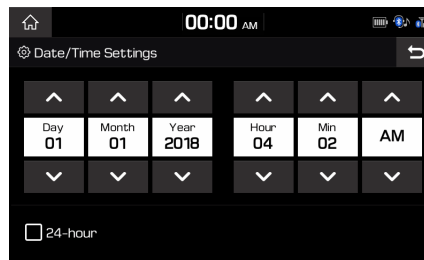 00:00 AM
Date/Time Settings
Day Month Year Hour Min
01 01 2018 04 02 AM
24-hour